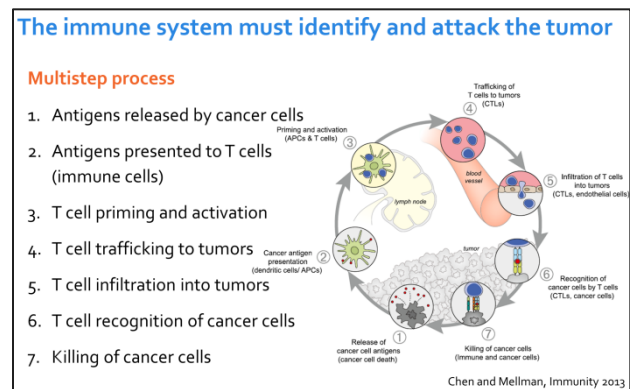 The immune system must identify and attack the tumor
Multistep process
1. Antigens released by cancer cells
2. Antigens presented to T cells
(immune cells)
3. T cell priming and activation
4. T cell trafficking to tumors
5. T cell infiltration into tumors
6. T cell recognition of cancer cells
7. Killing of cancer cells
Trafficking of
T cells to tumors
(CTLs)
4
Priming and activation
(APCs & T cells)
3
blood
vessel
lymph node
5
Infiltration of T cells
into tumors
(CTLs, endothelial cells)
Cancer antigen
presentation
(dendritic cells/ APCs)
2
tumor
6
Recognition of
cancer cells by T cells
(CTLs, cancer cells)
1
Release of
cancer cell antigens
(cancer cell death)
7
Killing of cancer cells
(Immune and cancer cells)
Chen and Mellman, Immunity 2013